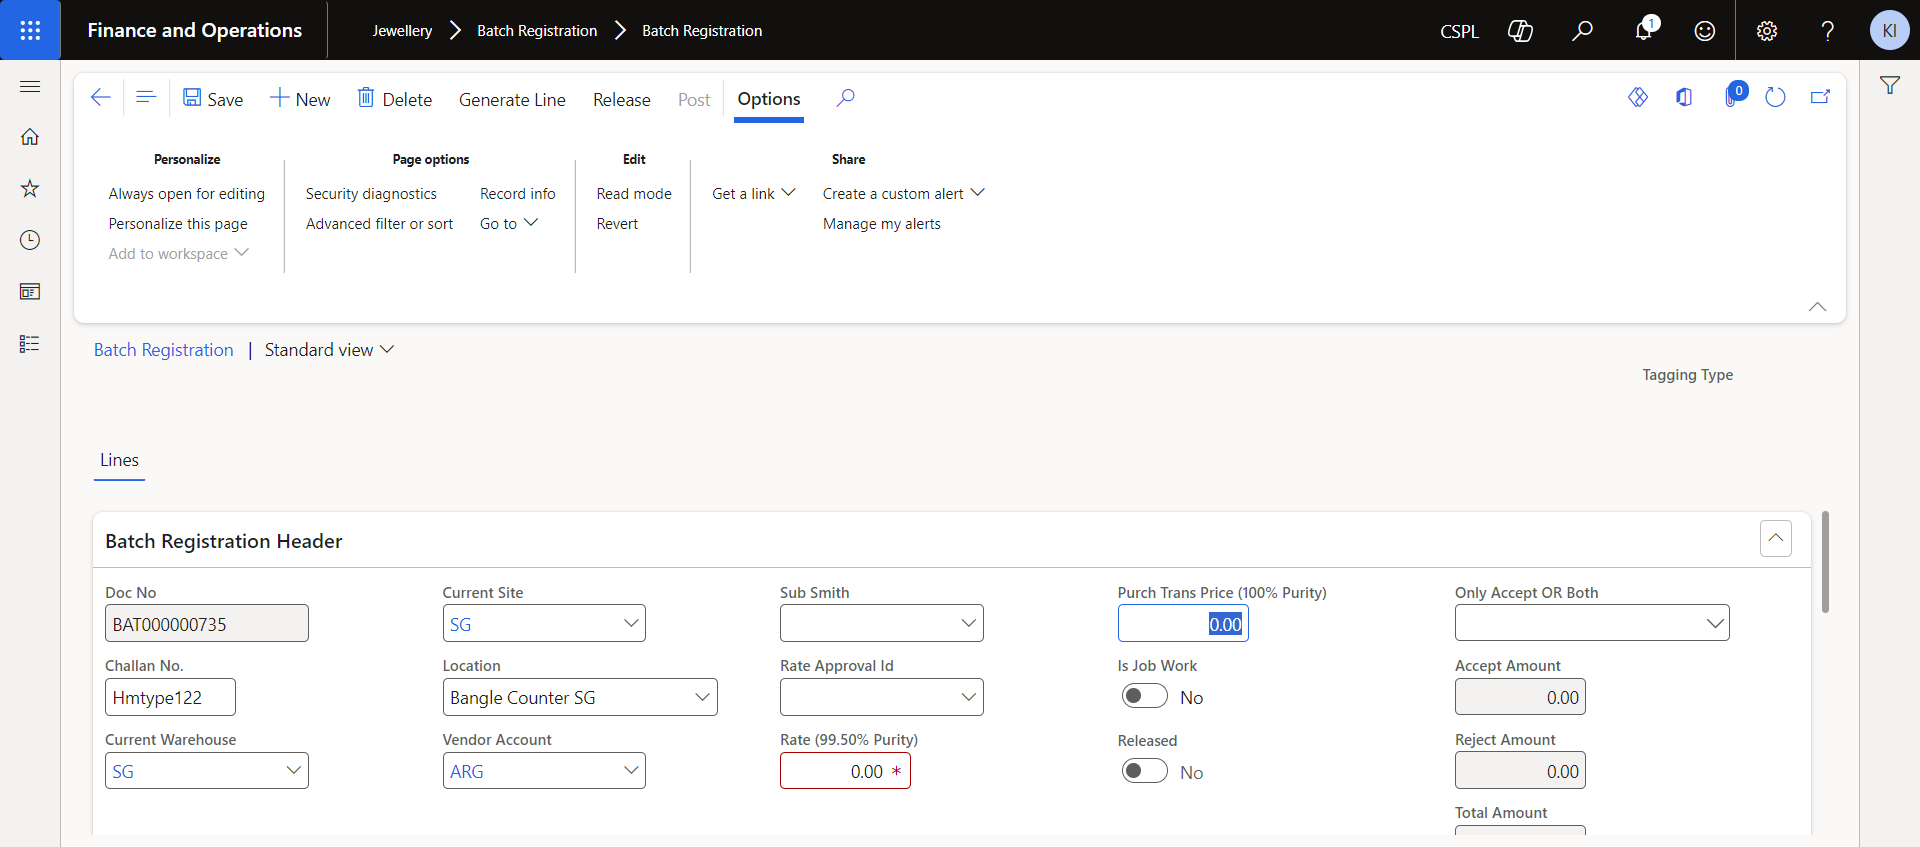 Finance and Operations
Jewellery
Batch Registration
Batch Registration
CSPL
1
KI
Save
New
Delete
Generate Line
Release
Post
Options
0
Personalize
Always open for editing
Personalize this page
Add to workspace
Page options
Security diagnostics
Record info
Advanced filter or sort
Go to
Edit
Read mode
Revert
Share
Get a link
Create a custom alert
Manage my alerts
Batch Registration | Standard view
Tagging Type
Lines
Batch Registration Header
Doc No
BAT000000735
Challan No.
Hmtype122
Current Warehouse
SG
Current Site
SG
Location
Bangle Counter SG
Vendor Account
ARG
Sub Smith
Rate Approval Id
Rate (99.50% Purity)
0.00 *
Purch Trans Price (100% Purity)
0.00
Is Job Work
No
Released
No
Only Accept OR Both
Accept Amount
0.00
Reject Amount
0.00
Total Amount